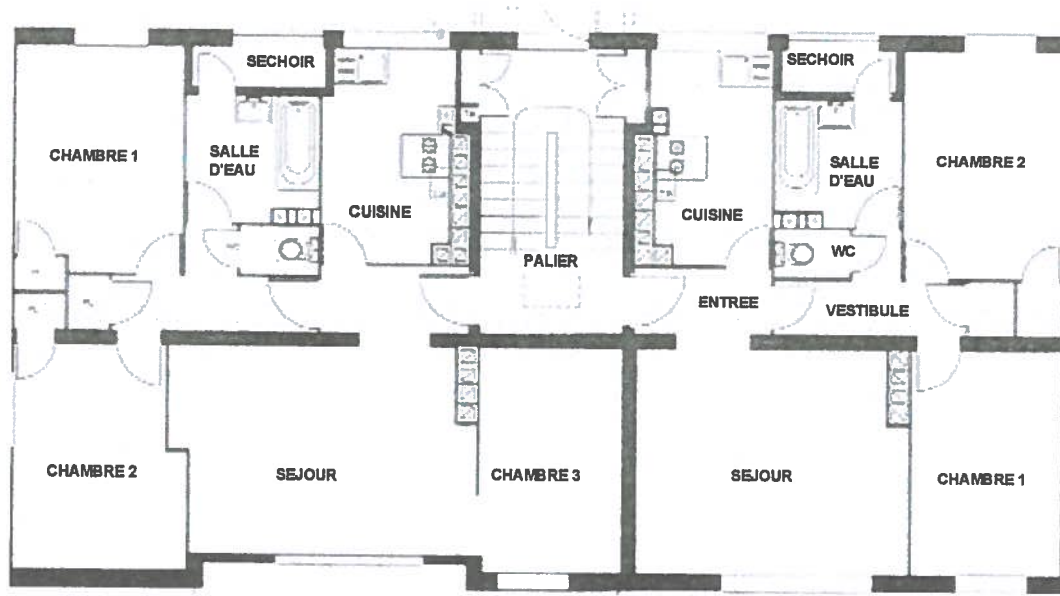 SECHOIR
SECHOIR
CHAMBRE 1
SALLE
D'EAU
SALLE
D'EAU
CHAMBRE 2
CUISINE
CUISINE
PALIER
WC
ENTREE
VESTIBULE
CHAMBRE 2
SEJOUR
CHAMBRE 3
SEJOUR
CHAMBRE 1